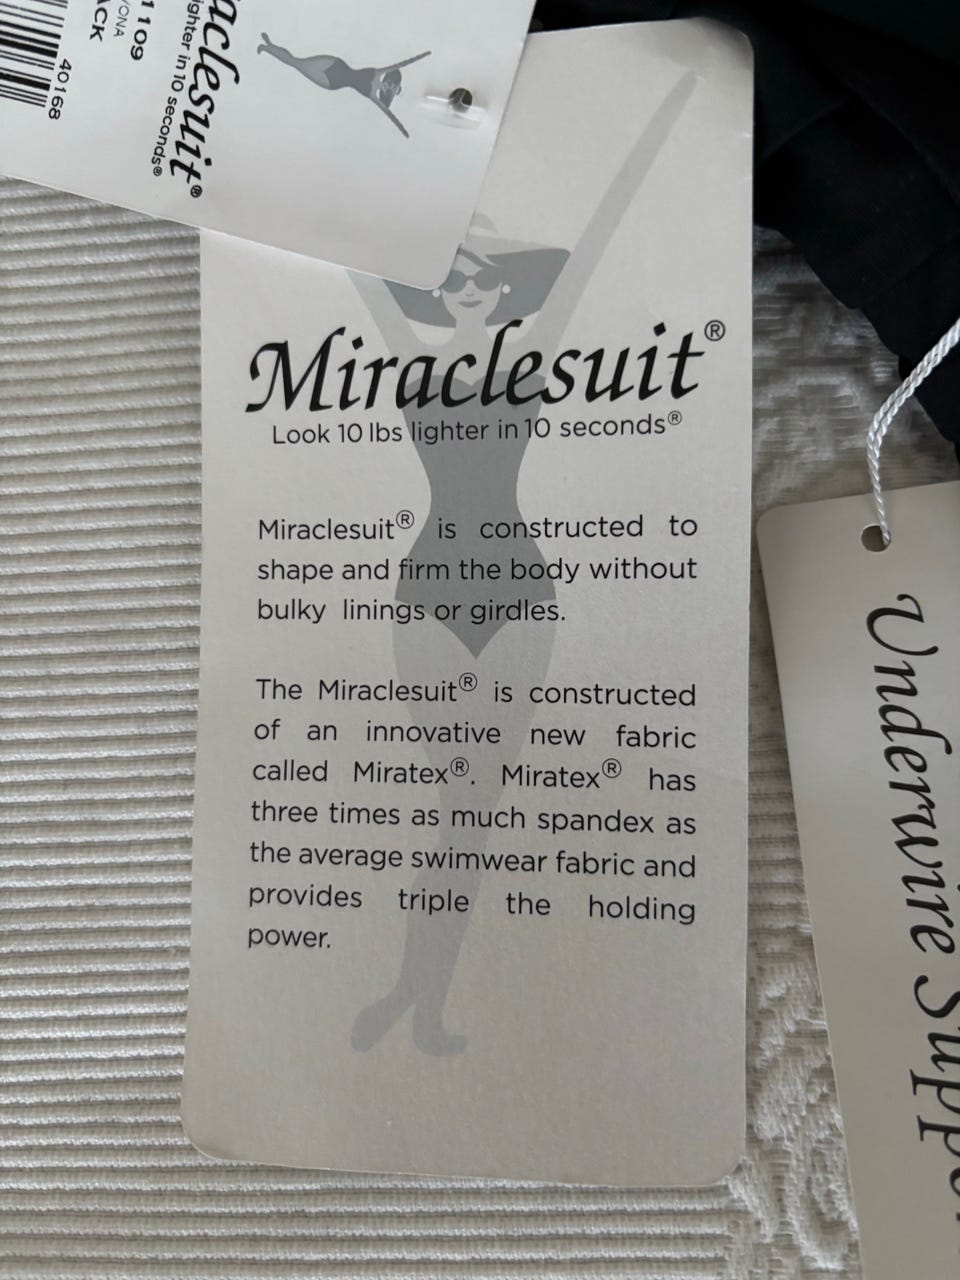 40168
1109
ACK
aclesuit®
ighter in 10 seconds®
Miraclesuit®
Look 10 lbs lighter in 10 seconds®
Miraclesuit® is constructed to
shape and firm the body without
bulky linings or girdles.
The Miraclesuit® is constructed
of an innovative new fabric
called Miratex®. Miratex® has
three times as much spandex as
the average swimwear fabric and
provides triple the holding
power.
Underwire Suppo